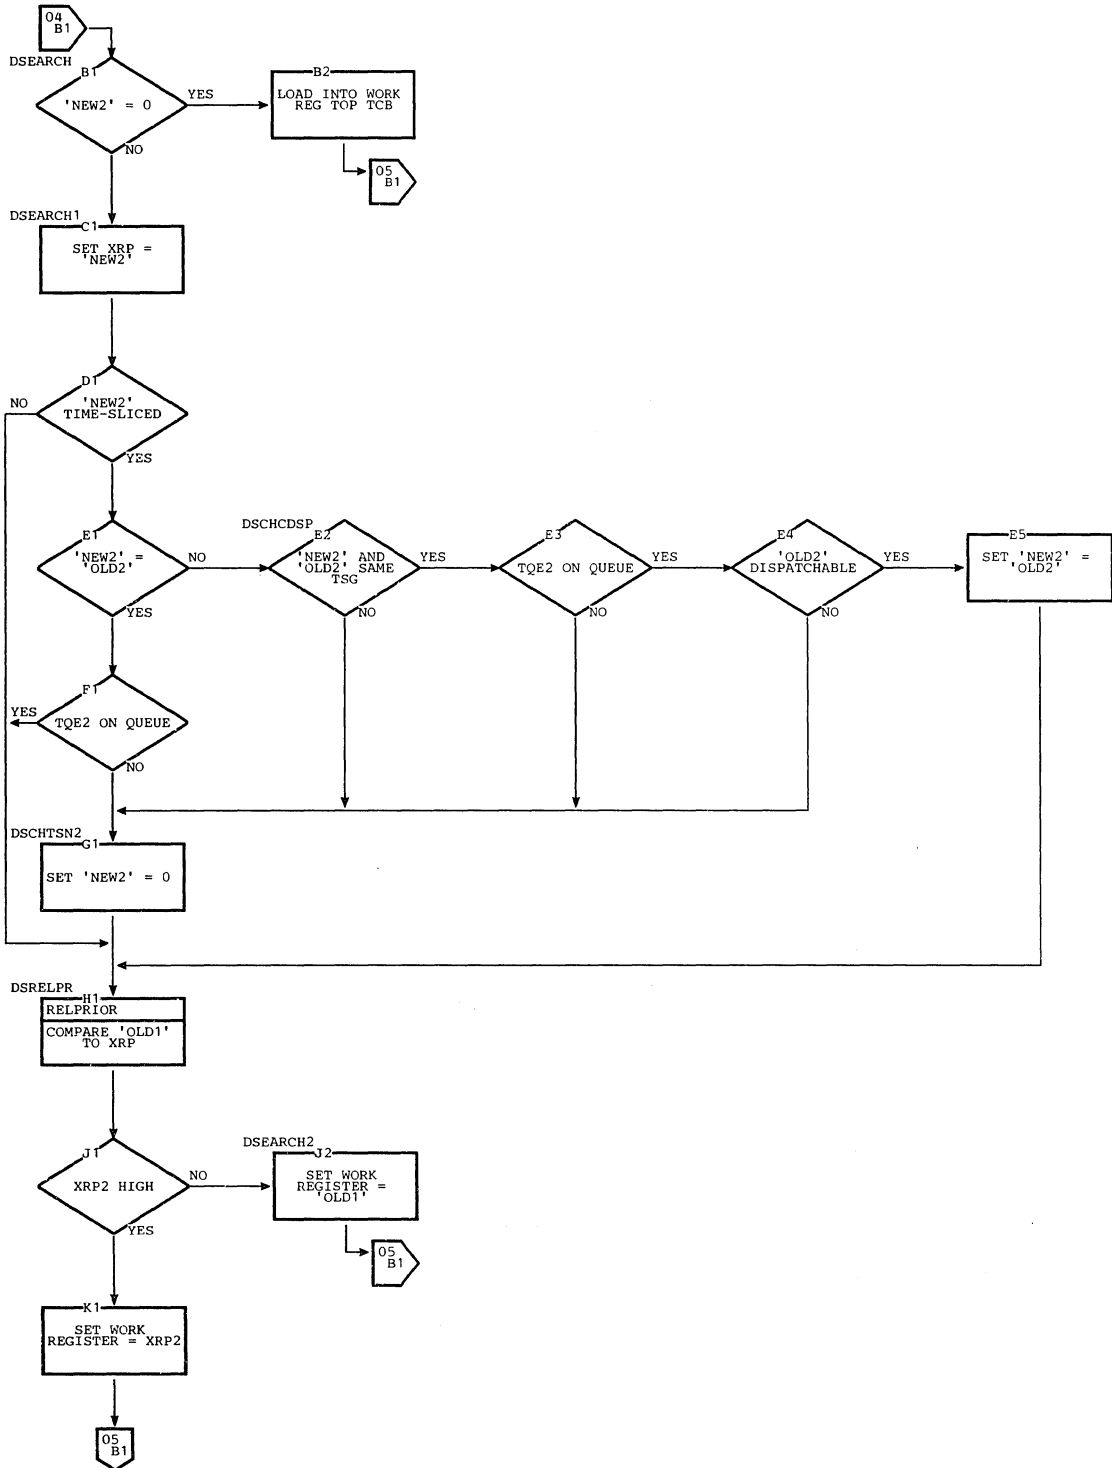 04
B1
DSEARCH
B1
'NEW2' = 0
YES
NO
B2
LOAD INTO WORK
REG TOP TCB
05
B1
DSEARCH1
C1
SET XRP =
'NEW2'
D1
'NEW2'
TIME-SLICED
NO
YES
E1
'NEW2' =
'OLD2'
NO
YES
DSCHCDSP
E2
'NEW2' AND
'OLD2' SAME
TSG
YES
NO
E3
TQE2 ON QUEUE
YES
NO
E4
'OLD2'
DISPATCHABLE
YES
NO
E5
SET 'NEW2' =
'OLD2'
F1
TQE2 ON QUEUE
YES
NO
DSCHTSN2
G1
SET 'NEW2' = 0
DSRELPR
H1
RELPRIOR
COMPARE 'OLD1'
TO XRP
J1
XRP2 HIGH
NO
YES
DSEARCH2
J2
SET WORK
REGISTER =
'OLD1'
05
B1
K1
SET WORK
REGISTER = XRP2
05
B1